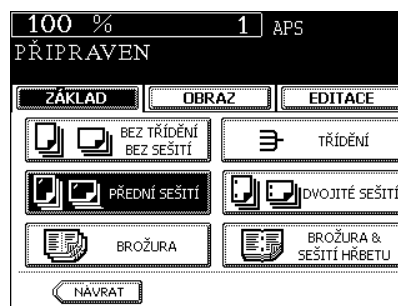 100 % 1 APS
PŘIPRAVEN
ZÁKLAD OBRAZ EDITACE
BEZ TŘÍDĚNÍ
BEZ SEŠITÍ
TŘÍDĚNÍ
PŘEDNÍ SEŠITÍ
DVOJITÉ SEŠITÍ
BROŽURA
BROŽURA &
SEŠITÍ HŘBETU
NÁVRAT